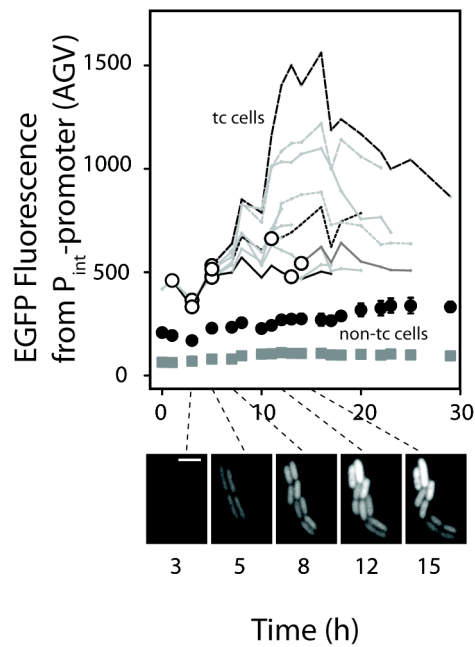 EGFP Fluorescence
from Pint-promoter (AGV)
1500
1000
500
0
tc cells
non-tc cells
0 10 20 30
3 5 8 12 15
Time (h)